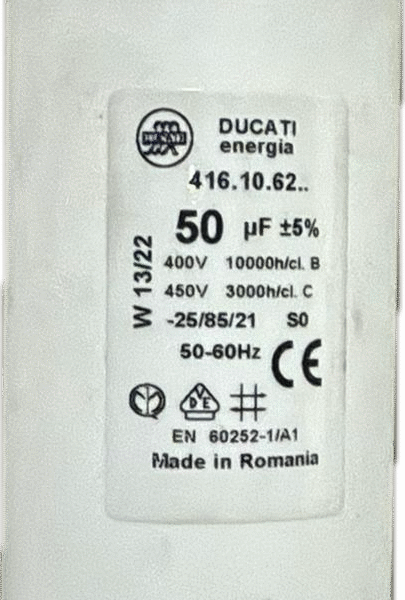 DUCATI
energia
416.10.62..
50 µF ±5%
W 13/22
400V 10000h/cl. B
450V 3000h/cl. C
-25/85/21 S0
50-60Hz CE
VDE
EN 60252-1/A1
Made in Romania